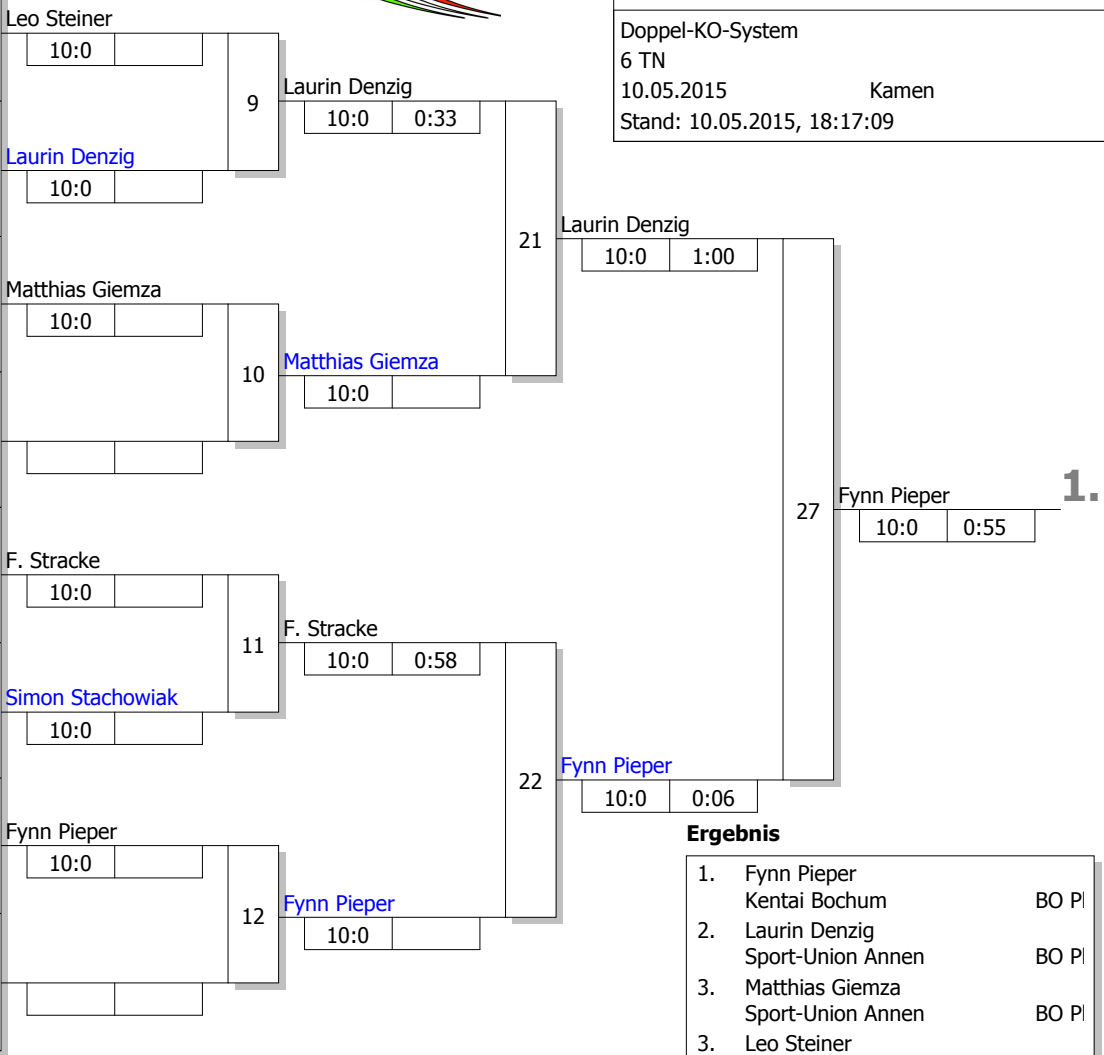 Leo Steiner
10:0
9
Laurin Denzig
10:0 0:33
Laurin Denzig
10:0
Doppel-KO-System
6 TN
10.05.2015 Kamen
Stand: 10.05.2015, 18:17:09
21
Laurin Denzig
10:0 1:00
Matthias Giemza
10:0
10
Matthias Giemza
10:0
27
Fynn Pieper
10:0 0:55
1.
F. Stracke
10:0
11
F. Stracke
10:0 0:58
Simon Stachowiak
10:0
22
Fynn Pieper
10:0 0:06
Fynn Pieper
10:0
12
Fynn Pieper
10:0
Ergebnis
1. Fynn Pieper
Kentai Bochum BO
2. Laurin Denzig
Sport-Union Annen BO
3. Matthias Giemza
Sport-Union Annen BO
3. Leo Steiner